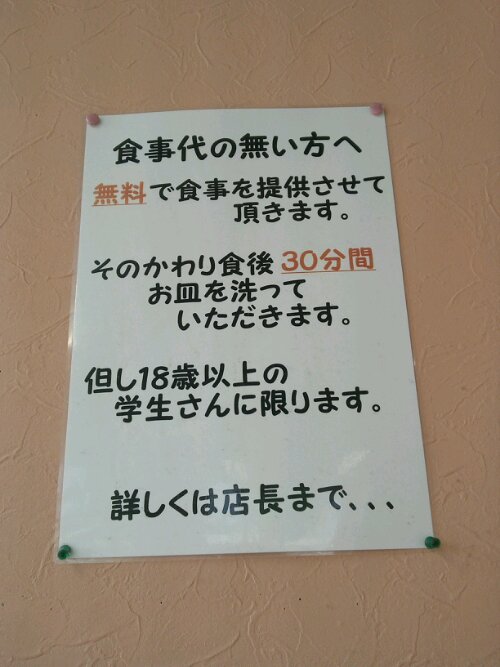 食事代の無い方へ
無料で食事を提供させて
頂きます。
そのかわり食後30分間
お皿を洗って
いただきます。
但し18歳以上の
学生さんに限ります。
詳しくは店長まで、、、